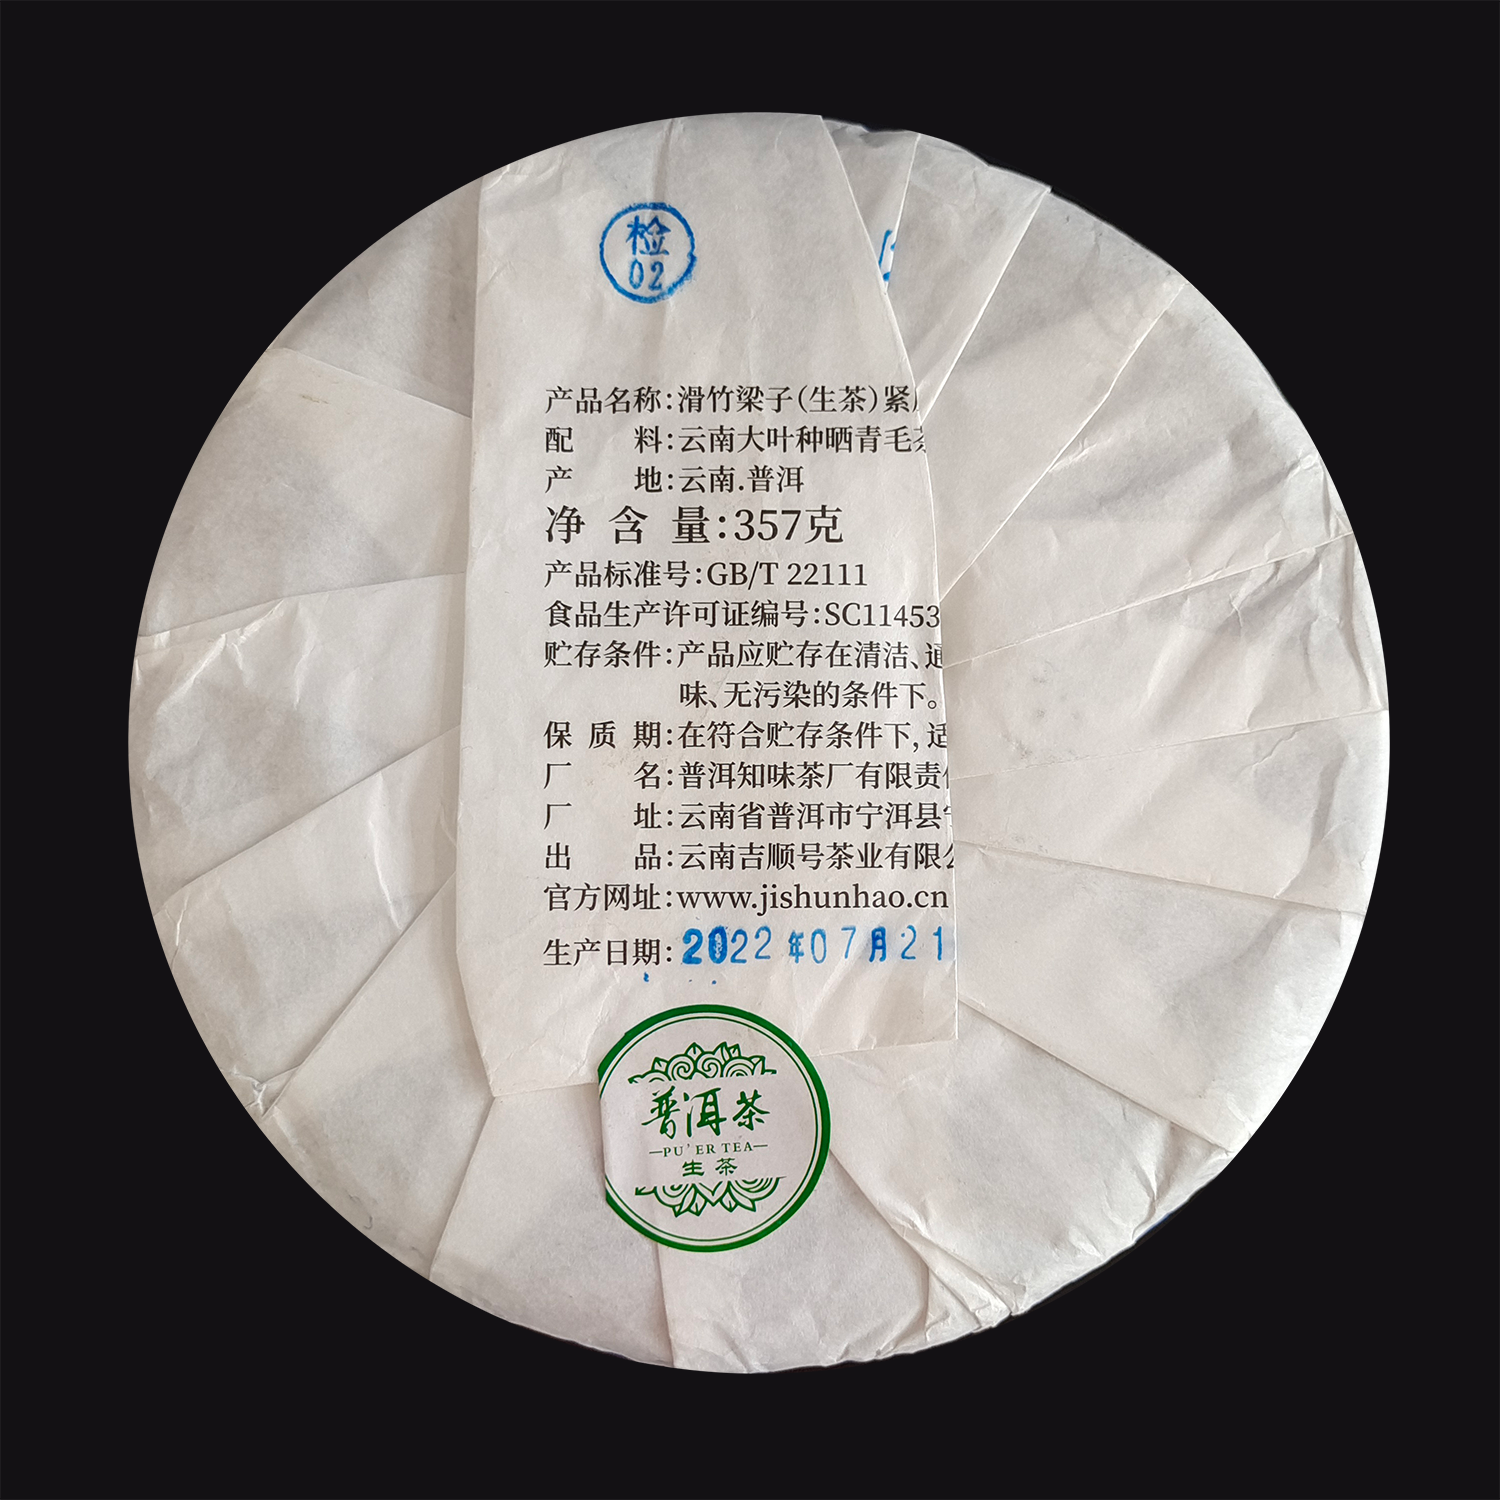 检
02
产品名称:滑竹梁子(生茶)紧
配 料:云南大叶种晒青毛
产 地:云南.普洱
净 含 量:357克
产品标准号:GB/T 22111
食品生产许可证编号:SC11453
贮存条件:产品应贮存在清洁、通
味、无污染的条件下。
保 质 期:在符合贮存条件下,适
厂 名:普洱知味茶厂有限责
厂 址:云南省普洱市宁洱县
出 品:云南吉顺号茶业有限
官方网址:www.jishunhao.cn
生产日期:2022年07月21
普洱茶
—PU'ER TEA—
生茶